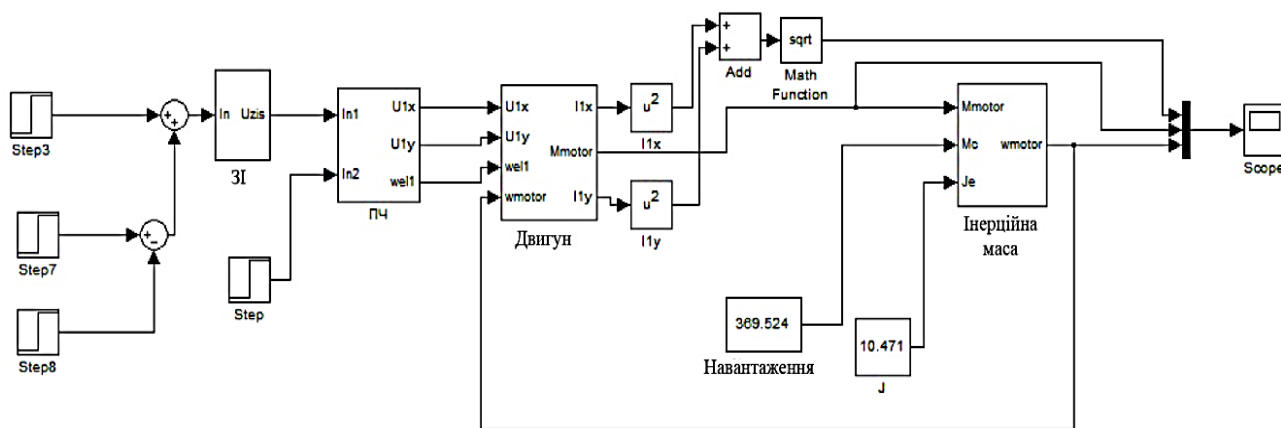 Step3
+
+
Step7
+
−
Step8
In Uzis
ЗІ
Step
In1
In2
U1x
U1y
wel1
ПЧ
U1x
U1y
wel1
wmotor
I1x
Mmotor
I1y
Двигун
u²
I1x
u²
I1y
+
+
Add
sqrt
Math
Function
369.524
Навантаження
10.471
J
Mmotor
Mc
Je
wmotor
Інерційна
маса
Scope